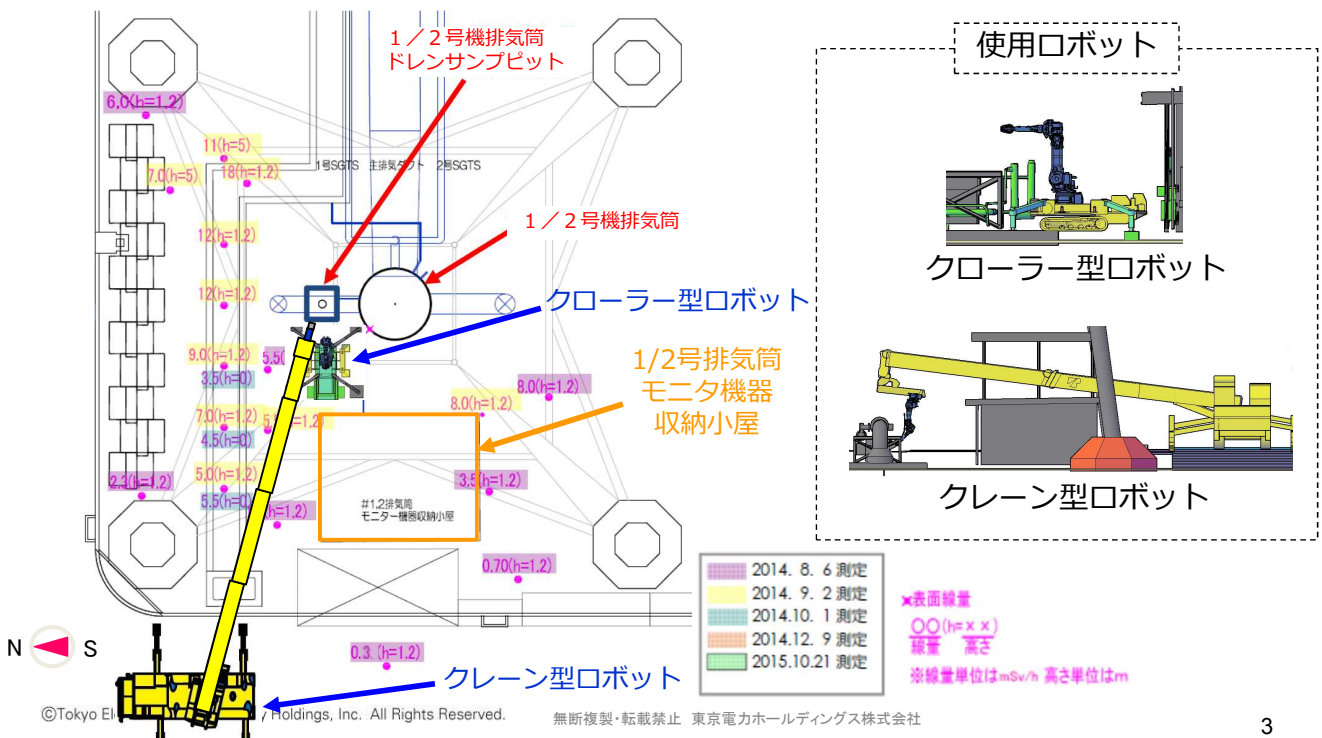 1／2号機排気筒
ドレンサンプピット
6.0(h=1.2)
11(h=5)
18(h=1.2)
7.0(h=5)
1号SGTS 主排気ダクト 2号SGTS
12(h=1.2)
1／2号機排気筒
12(h=1.2)
クローラー型ロボット
9.0(h=1.2)
5.5(
3.5(h=0)
1/2号排気筒
モニタ機器
収納小屋
8.0(h=1.2)
8.0(h=1.2)
7.0(h=1.2)
4.5(h=0)
5.0(h=1.2)
5.5(h=0)
2.3(h=1.2)
3.5(h=1.2)
(h=1.2)
#1,2排気筒
モニター機器収納小屋
0.70(h=1.2)
0.3.(h=1.2)
N S
クレーン型ロボット
使用ロボット
クローラー型ロボット
クレーン型ロボット
2014. 8. 6 測定
2014. 9. 2 測定
2014.10. 1 測定
2014.12. 9 測定
2015.10.21 測定
×表面線量
〇〇(h=××)
線量 高さ
※線量単位はmSv/h 高さ単位はm
©Tokyo El Holdings, Inc. All Rights Reserved.
無断複製・転載禁止 東京電力ホールディングス株式会社
3